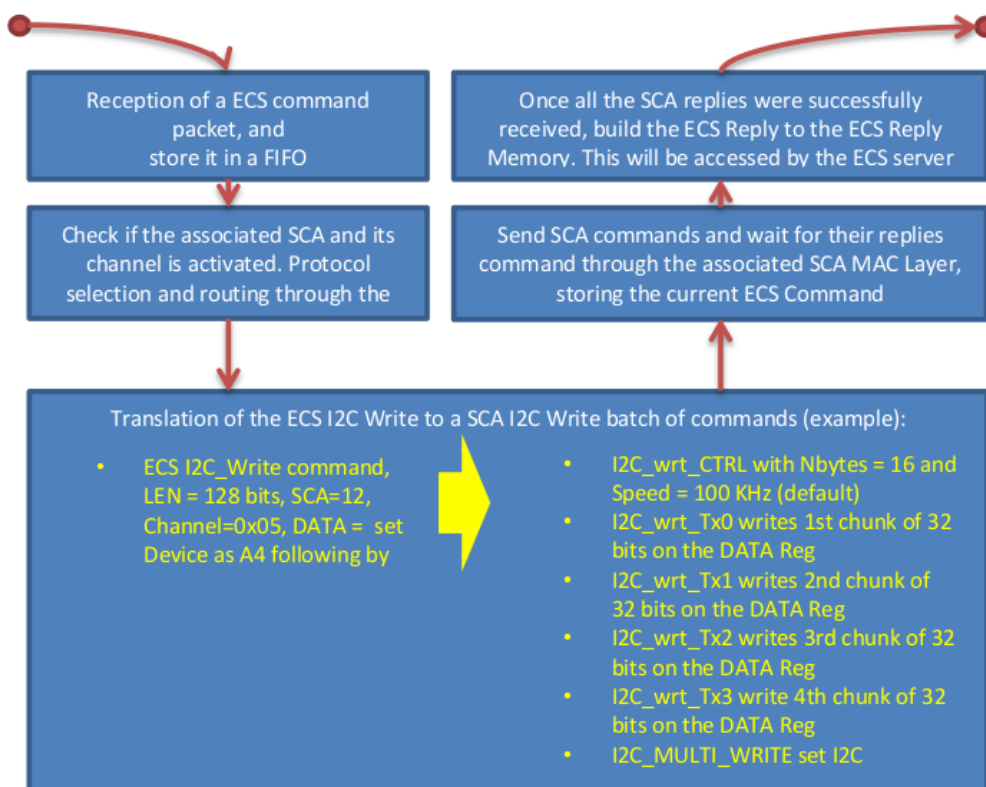 Reception of a ECS command
packet, and
store it in a FIFO
Check if the associated SCA and its
channel is activated. Protocol
selection and routing through the
Once all the SCA replies were successfully
received, build the ECS Reply to the ECS Reply
Memory. This will be accessed by the ECS server
Send SCA commands and wait for their replies
command through the associated SCA MAC Layer,
storing the current ECS Command
Translation of the ECS I2C Write to a SCA I2C Write batch of commands (example):
• ECS I2C_Write command,
LEN = 128 bits, SCA=12,
Channel=0x05, DATA = set
Device as A4 following by
• I2C_wrt_CTRL with Nbytes = 16 and
Speed = 100 KHz (default)
• I2C_wrt_Tx0 writes 1st chunk of 32
bits on the DATA Reg
• I2C_wrt_Tx1 writes 2nd chunk of
32 bits on the DATA Reg
• I2C_wrt_Tx2 writes 3rd chunk of 32
bits on the DATA Reg
• I2C_wrt_Tx3 write 4th chunk of 32
bits on the DATA Reg
• I2C_MULTI_WRITE set I2C